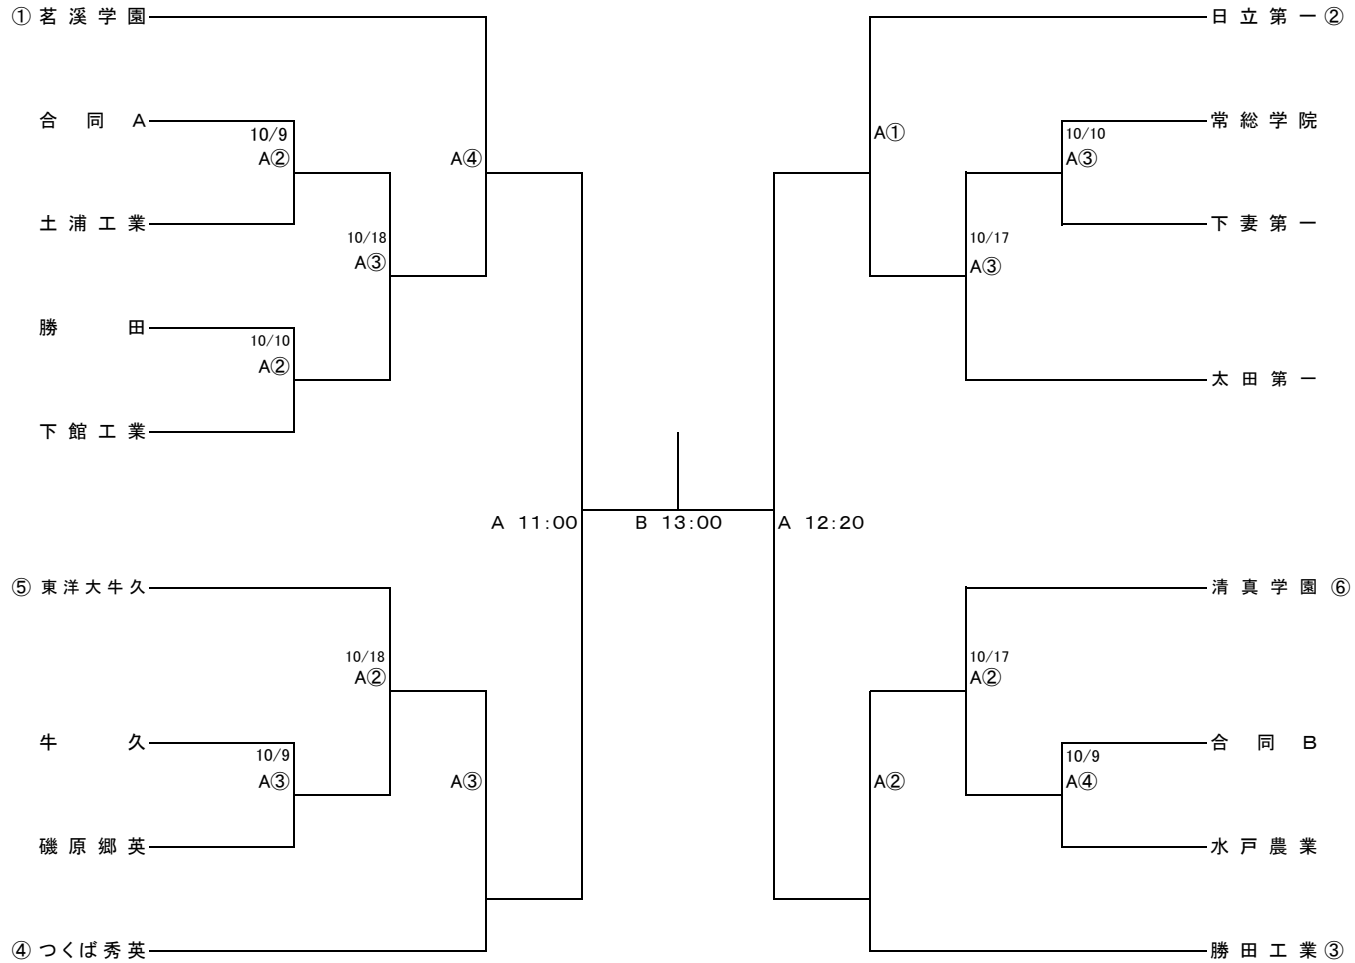 ① 茗溪学園
合同A
10/9
A②
土浦工業
10/18
A③
A④
勝田
10/10
A②
下館工業
A 11:00
B 13:00
A 12:20
⑤ 東洋大牛久
10/18
A②
牛久
10/9
A③
A③
磯原郷英
④ つくば秀英
日立第一 ②
A①
常総学院
10/10
A③
下妻第一
10/17
A③
太田第一
清真学園 ⑥
10/17
A②
合同B
10/9
A④
A②
水戸農業
勝田工業 ③